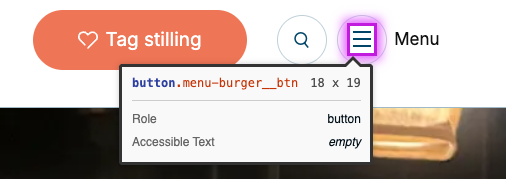 Tag stilling
Menu
button.menu-burger__btn 18 x 19
Role button
Accessible Text empty